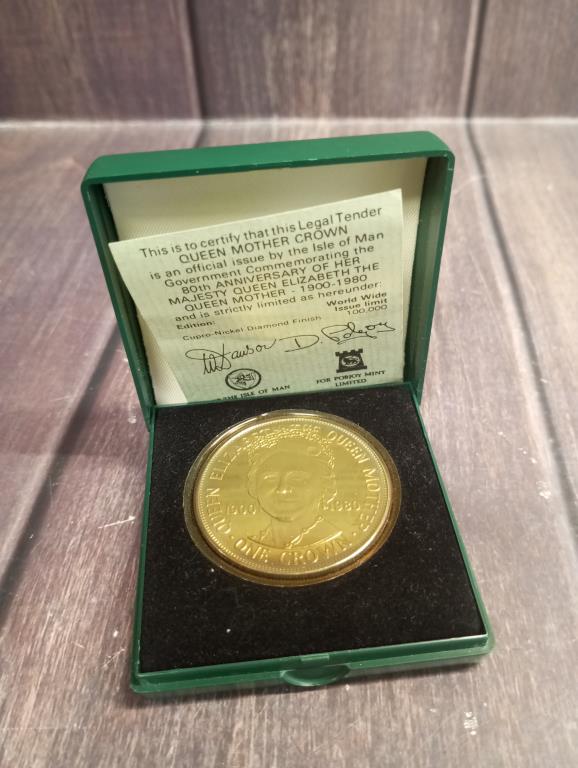 This is to certify that this Legal Tender
QUEEN MOTHER CROWN
is an official issue by the Isle of Man
Government Commemorating the
80th ANNIVERSARY OF HER
MAJESTY QUEEN ELIZABETH THE
QUEEN MOTHER - 1900-1980
and is strictly limited as hereunder:
Edition: World Wide
Issue limit
Cupro-Nickel Diamond Finish 100,000
THE ISLE OF MAN
FOR POBJOY MINT
LIMITED
QUEEN MOTHER
1900 1980
QUEEN
· ONE CROWN ·